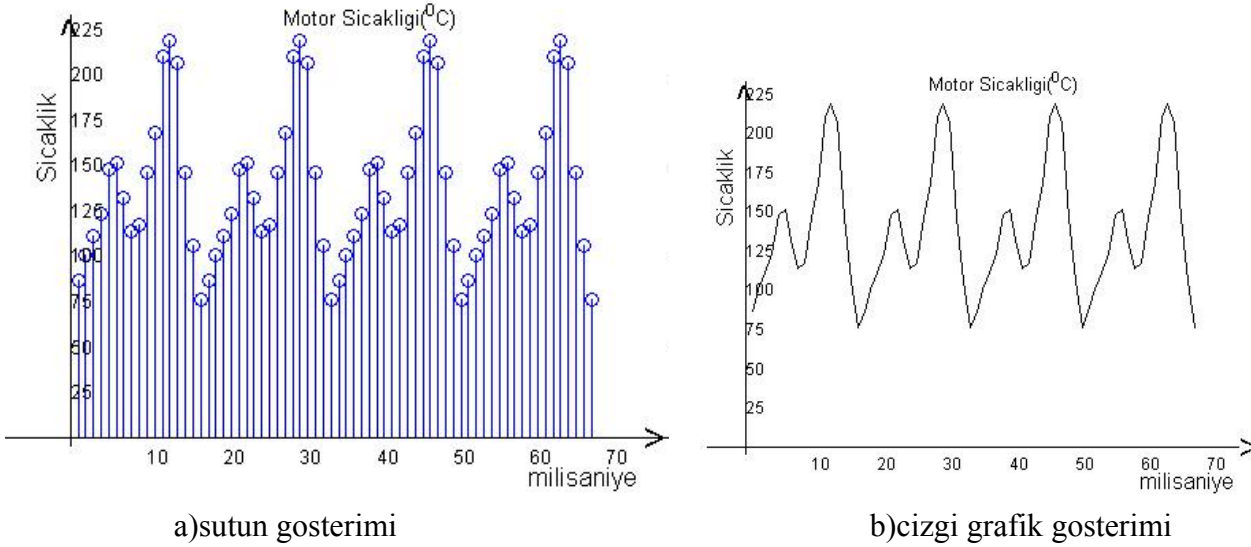 Motor Sicakligi(⁰C)
Sicaklik
225
200
175
150
125
100
75
50
25
10 20 30 40 50 60 70
milisaniye
a)sutun gosterimi
Motor Sicakligi(⁰C)
Sicaklik
225
200
175
150
125
100
75
50
25
10 20 30 40 50 60 70
milisaniye
b)cizgi grafik gosterimi